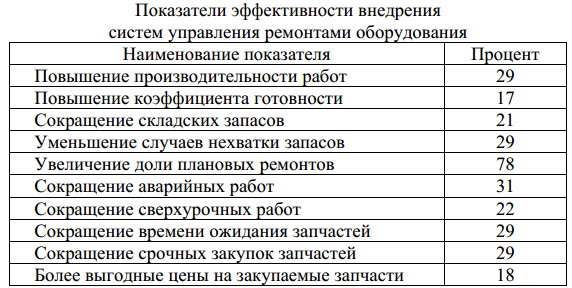 Показатели эффективности внедрения
систем управления ремонтами оборудования
Наименование показателя Процент
Повышение производительности работ 29
Повышение коэффициента готовности 17
Сокращение складских запасов 21
Уменьшение случаев нехватки запасов 29
Увеличение доли плановых ремонтов 78
Сокращение аварийных работ 31
Сокращение сверхурочных работ 22
Сокращение времени ожидания запчастей 29
Сокращение срочных закупок запчастей 29
Более выгодные цены на закупаемые запчасти 18